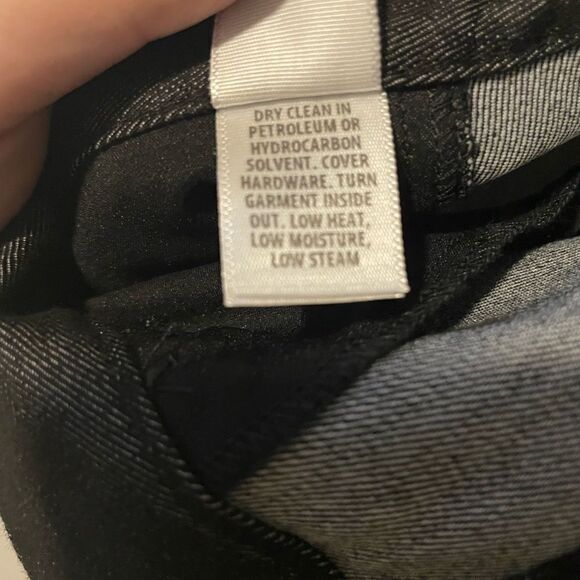 DRY CLEAN IN
PETROLEUM OR
HYDROCARBON
SOLVENT. COVER
HARDWARE. TURN
GARMENT INSIDE
OUT. LOW HEAT,
LOW MOISTURE,
LOW STEAM